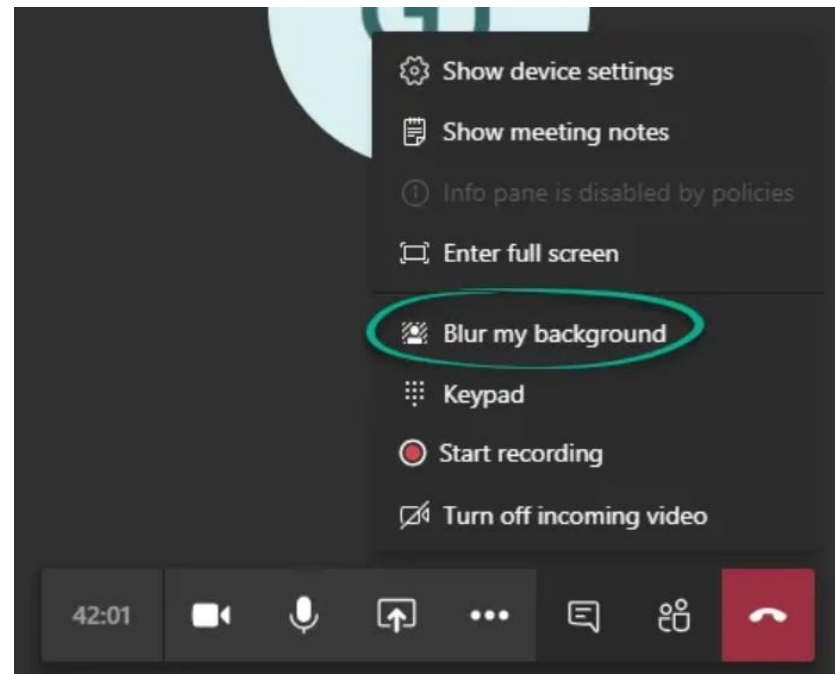 Show device settings
Show meeting notes
Info pane is disabled by policies
Enter full screen
Blur my background
Keypad
Start recording
Turn off incoming video
42:01